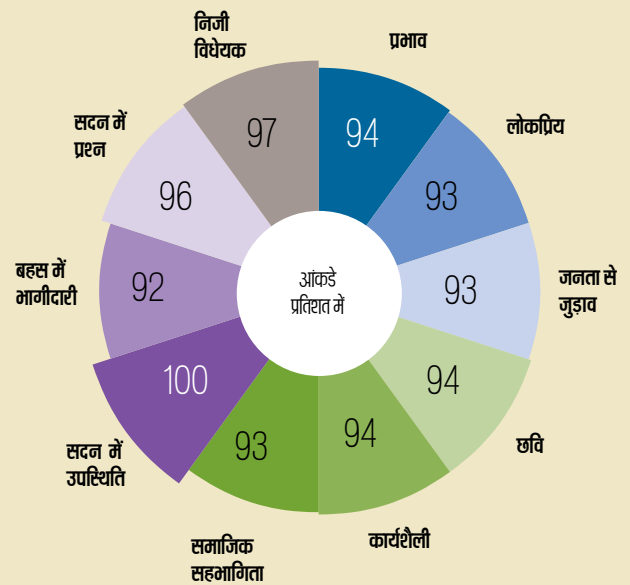 निजी
विधेयक
97
प्रभाव
94
लोकप्रिय
93
जनता से
जुड़ाव
93
छवि
94
कार्यशैली
94
समाजिक
सहभागिता
93
सदन में
उपस्थिति
100
बहस में
भागीदारी
92
सदन में
प्रश्न
96
आंकडे
प्रतिशत में